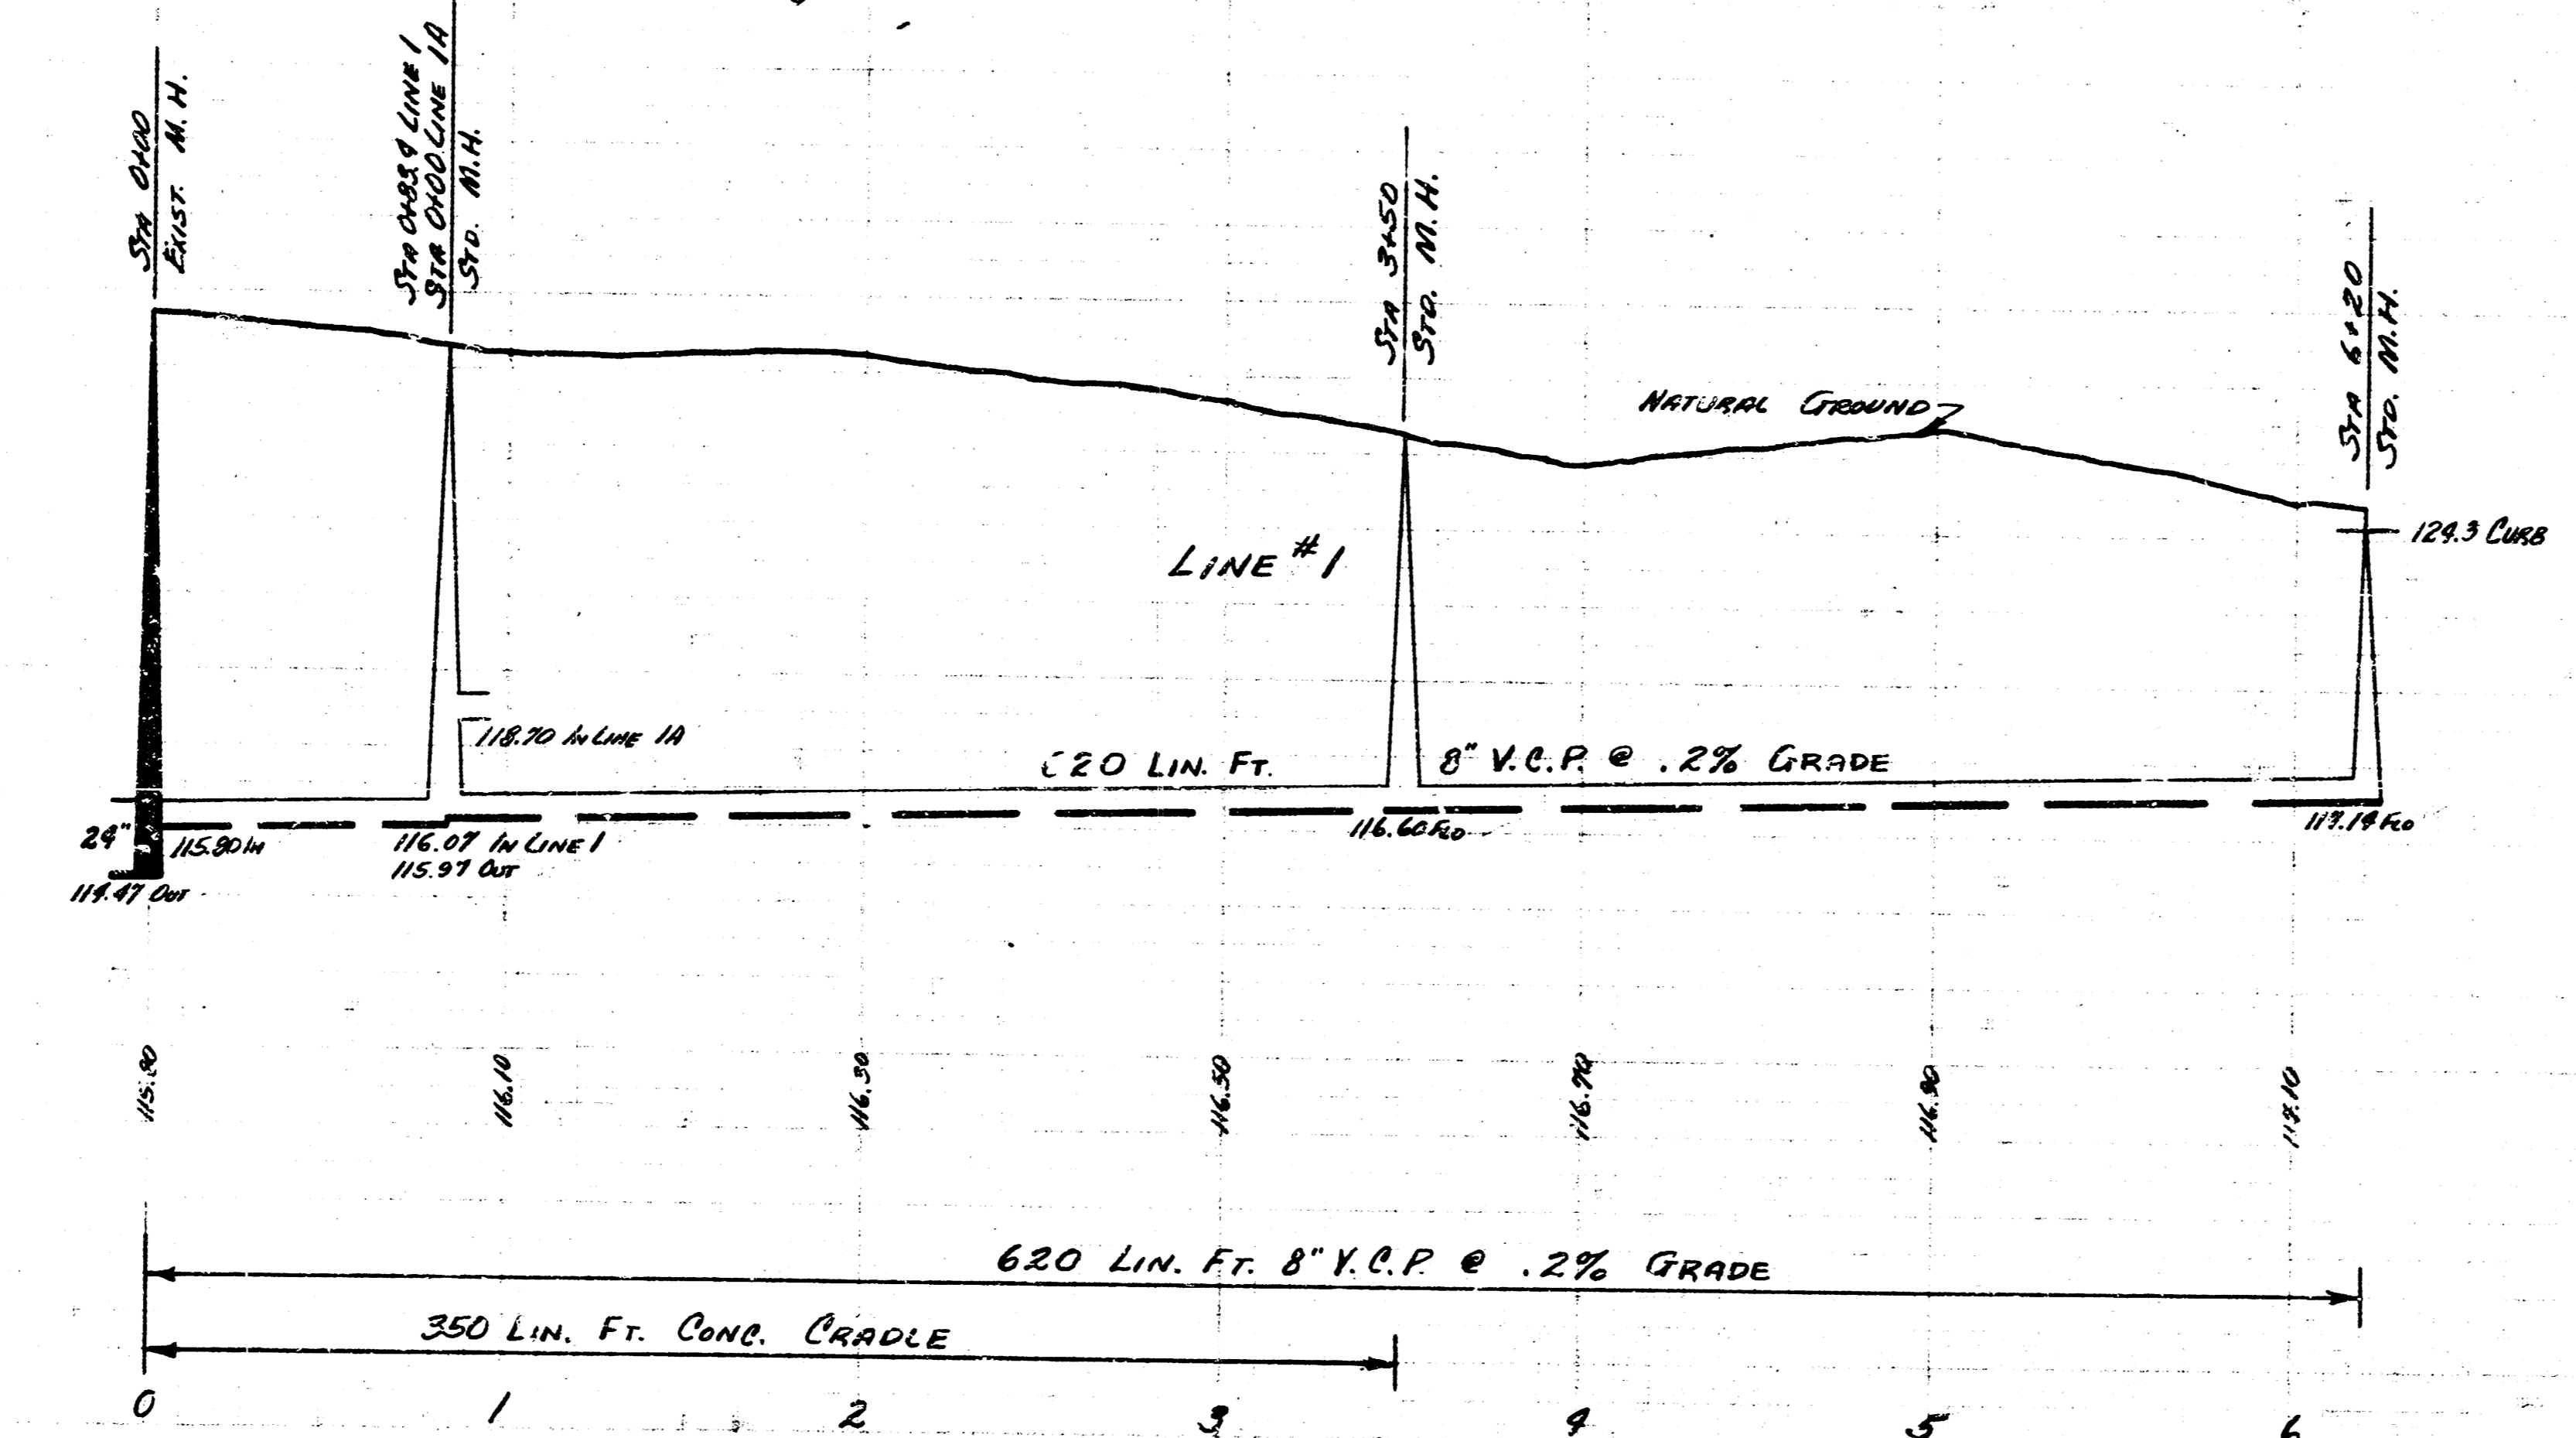 STA 0+00
EXIST. M.H.
STA 0+83.4 LINE 1
STA 0+00 LINE 1A
STD. M.H.
STA 3+50
STD. M.H.
STA 6+20
STD. M.H.
NATURAL GROUND
124.3 CURB
LINE #1
118.70 IN LINE 1A
620 LIN. FT. 8" V.C.P. @ .2% GRADE
24"
115.80 IN
116.07 IN LINE 1
115.97 OUT
116.60 FLO
117.14 FLO
114.47 OUT
115.80
116.10
116.30
116.50
116.70
116.90
117.10
620 LIN. FT. 8" V.C.P. @ .2% GRADE
350 LIN. FT. CONC. CRADLE
0 1 2 3 4 5 6